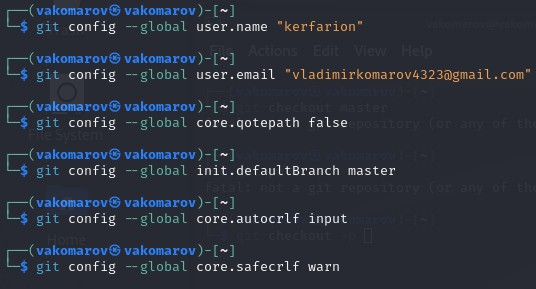 ┌──(vakomarov㉿vakomarov)-[~]
└─$ git config --global user.name "kerfarion"
┌──(vakomarov㉿vakomarov)-[~]
└─$ git config --global user.email "vladimirkomarov4323@gmail.com"
┌──(vakomarov㉿vakomarov)-[~]
└─$ git config --global core.qotepath false
┌──(vakomarov㉿vakomarov)-[~]
└─$ git config --global init.defaultBranch master
┌──(vakomarov㉿vakomarov)-[~]
└─$ git config --global core.autocrlf input
┌──(vakomarov㉿vakomarov)-[~]
└─$ git config --global core.safecrlf warn